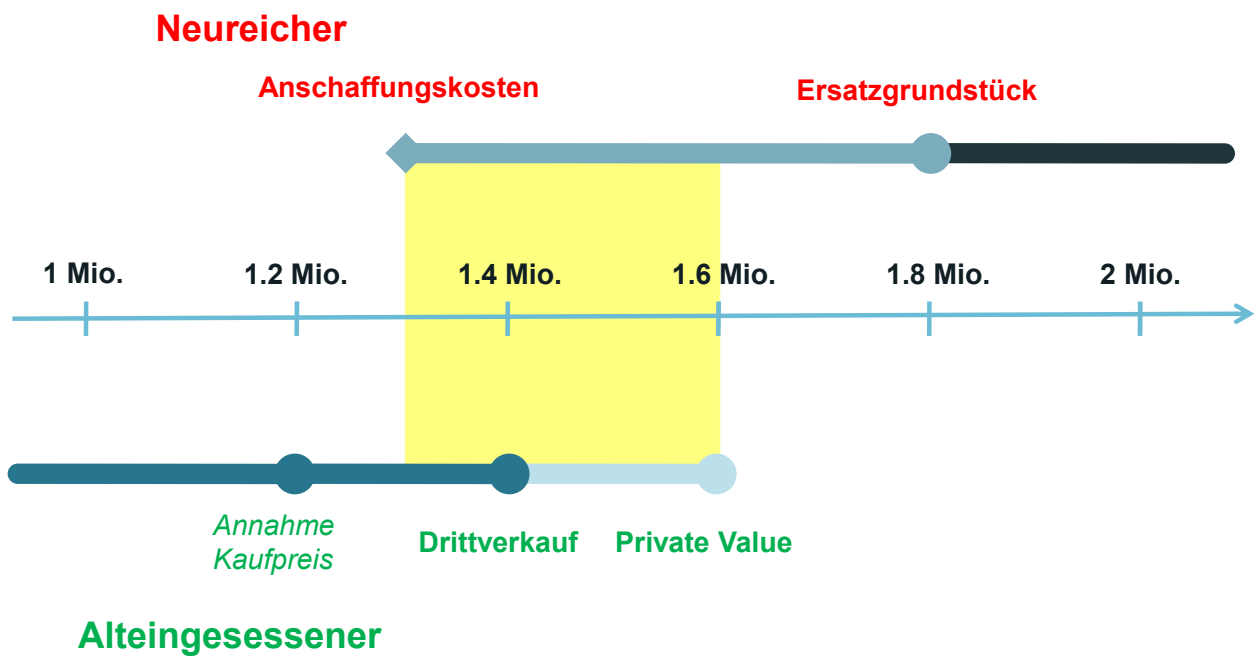 Neureicher
Anschaffungskosten
Ersatzgrundstück
1 Mio.
1.2 Mio.
1.4 Mio.
1.6 Mio.
1.8 Mio.
2 Mio.
Annahme
Kaufpreis
Drittverkauf
Private Value
Alteingesessener